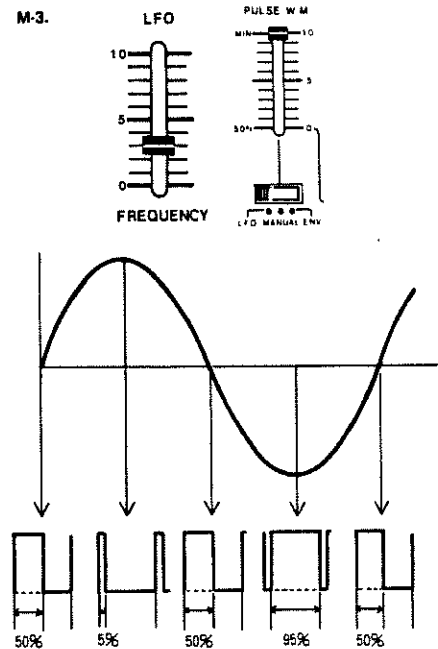 M-3.
LFO
PULSE W M
10
5
0
FREQUENCY
MIN 10
5
50% 0
LFO MANUAL ENV
50% 5% 50% 95% 50%